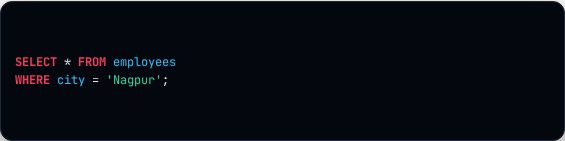 SELECT * FROM employees
WHERE city = 'Nagpur';